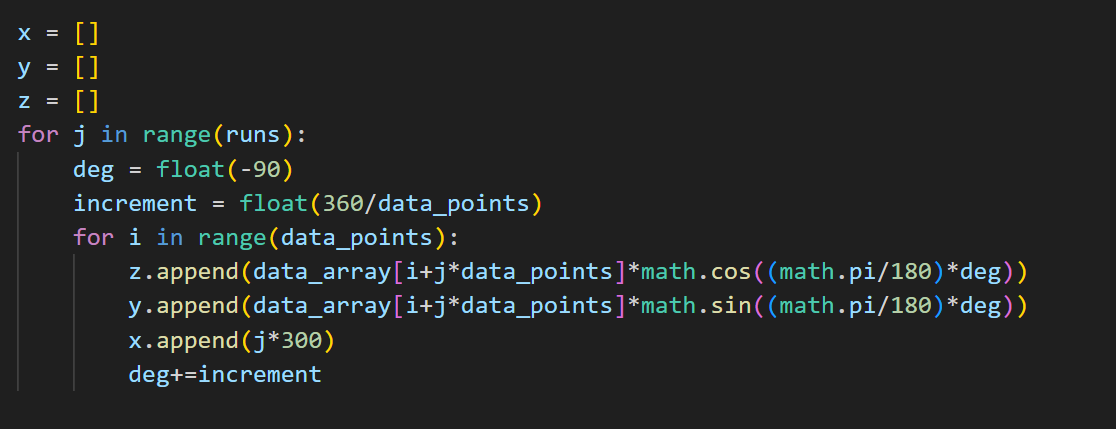 x = []
y = []
z = []
for j in range(runs):
    deg = float(-90)
    increment = float(360/data_points)
    for i in range(data_points):
        z.append(data_array[i+j*data_points]*math.cos((math.pi/180)*deg))
        y.append(data_array[i+j*data_points]*math.sin((math.pi/180)*deg))
        x.append(j*300)
        deg+=increment